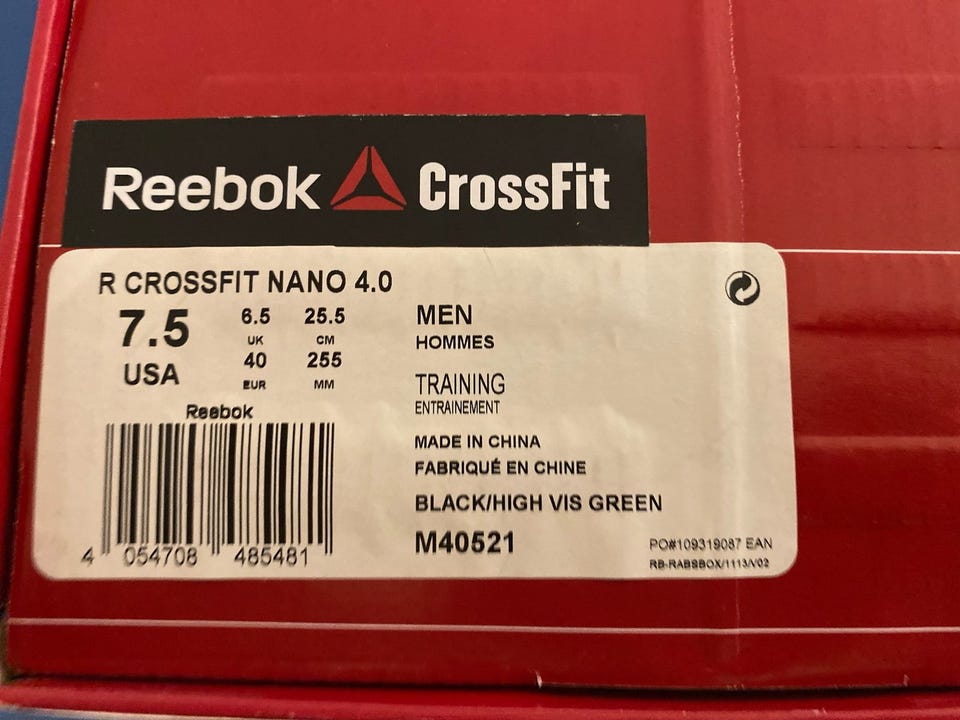 Reebok CrossFit
R CROSSFIT NANO 4.0
7.5
USA
6.5 25.5
UK CM
40 255
EUR MM
MEN
HOMMES
TRAINING
ENTRAINEMENT
Reebok
4 054708 485481
MADE IN CHINA
FABRIQUÉ EN CHINE
BLACK/HIGH VIS GREEN
M40521
PO#109319087 EAN
RB-RABSBOX/1113/V02